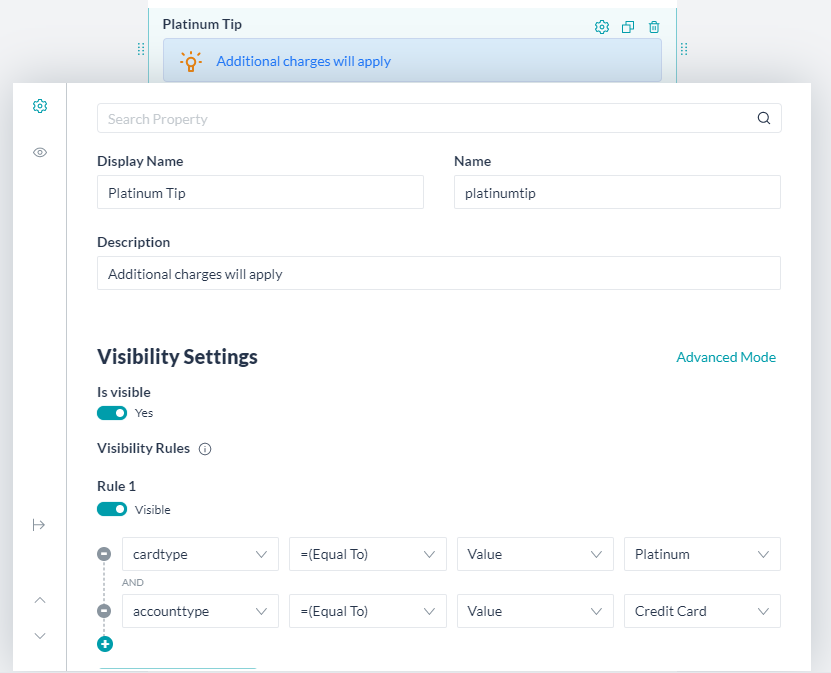 Platinum Tip
Additional charges will apply
Search Property
Display Name
Name
Platinum Tip
platinumtip
Description
Additional charges will apply
Visibility Settings
Advanced Mode
Is visible
Yes
Visibility Rules
Rule 1
Visible
cardtype =(Equal To) Value Platinum
AND
accounttype =(Equal To) Value Credit Card